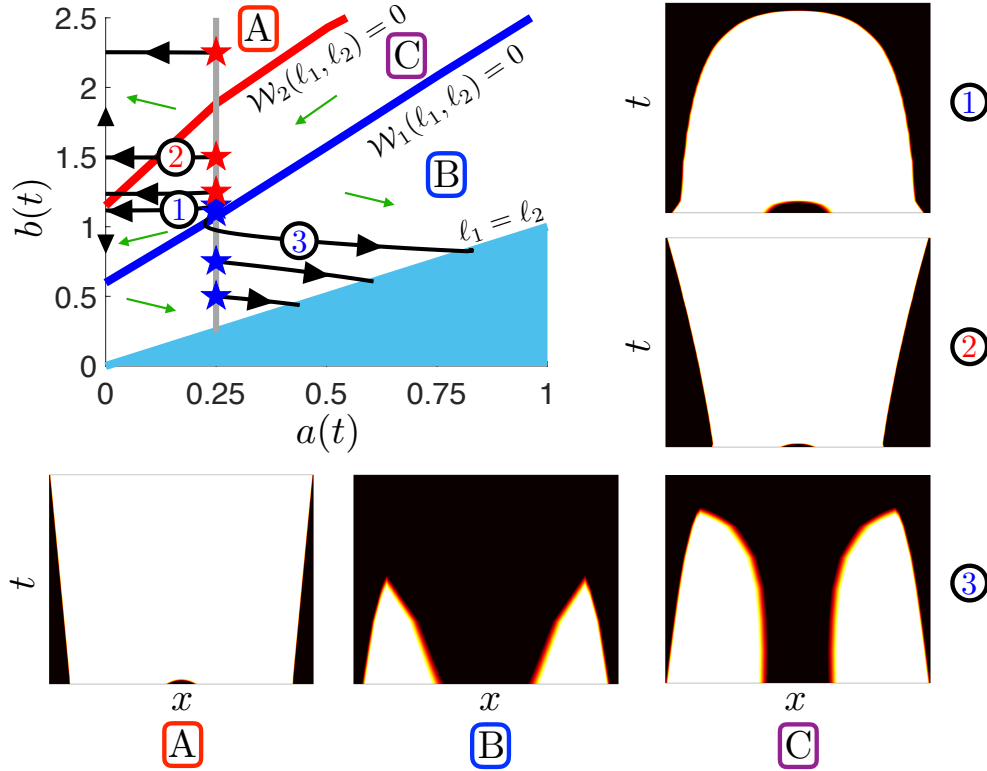 2.5
2
1.5
1
0.5
0
b(t)
0
0.25
0.5
0.75
1
a(t)
A
C
B
𝒲₂(ℓ₁, ℓ₂) = 0
𝒲₁(ℓ₁, ℓ₂) = 0
ℓ₁ = ℓ₂
2
1
3
t
1
t
2
t
3
x
x
x
A
B
C